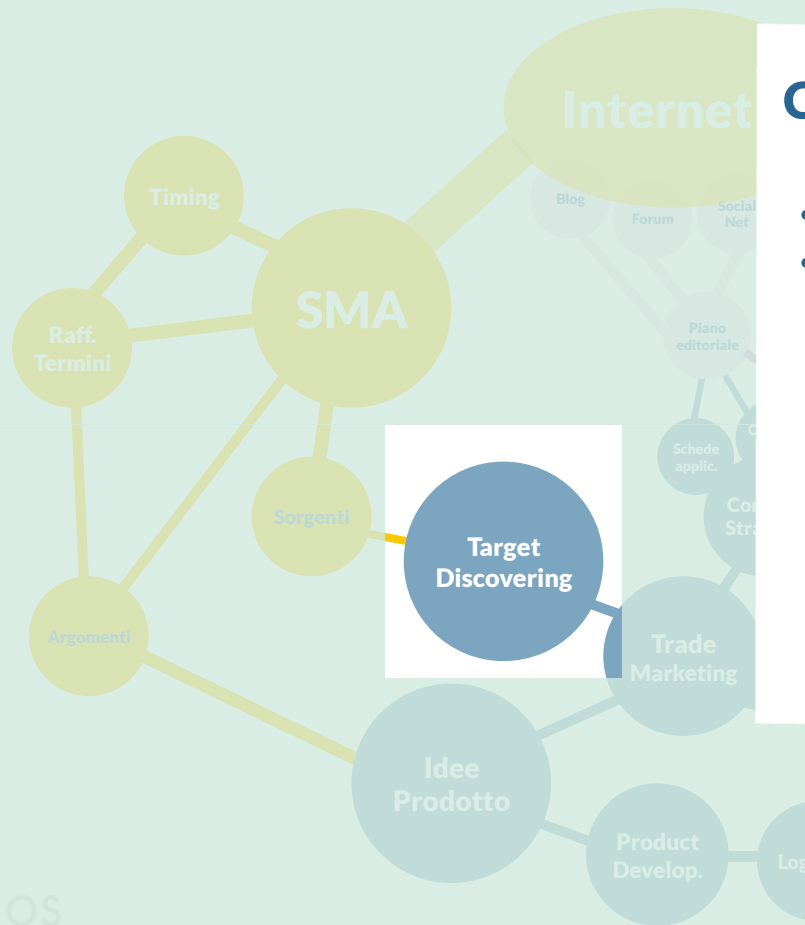 Internet
Timing
Blog
Forum
Social
Net
SMA
Raff.
Termini
Piano
editoriale
Schede
applic.
Sorgenti
Target
Discovering
Argomenti
Trade
Marketing
Idee
Prodotto
Product
Develop.